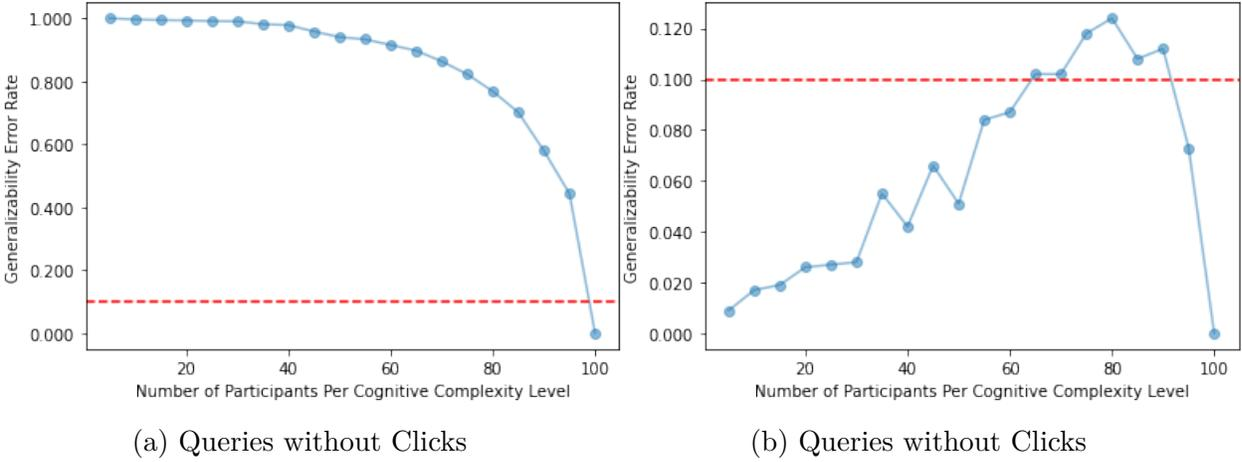 1.000
0.800
0.600
0.400
0.200
0.000
Generalizability Error Rate
20 40 60 80 100
Number of Participants Per Cognitive Complexity Level
(a) Queries without Clicks
0.120
0.100
0.080
0.060
0.040
0.020
0.000
Generalizability Error Rate
20 40 60 80 100
Number of Participants Per Cognitive Complexity Level
(b) Queries without Clicks